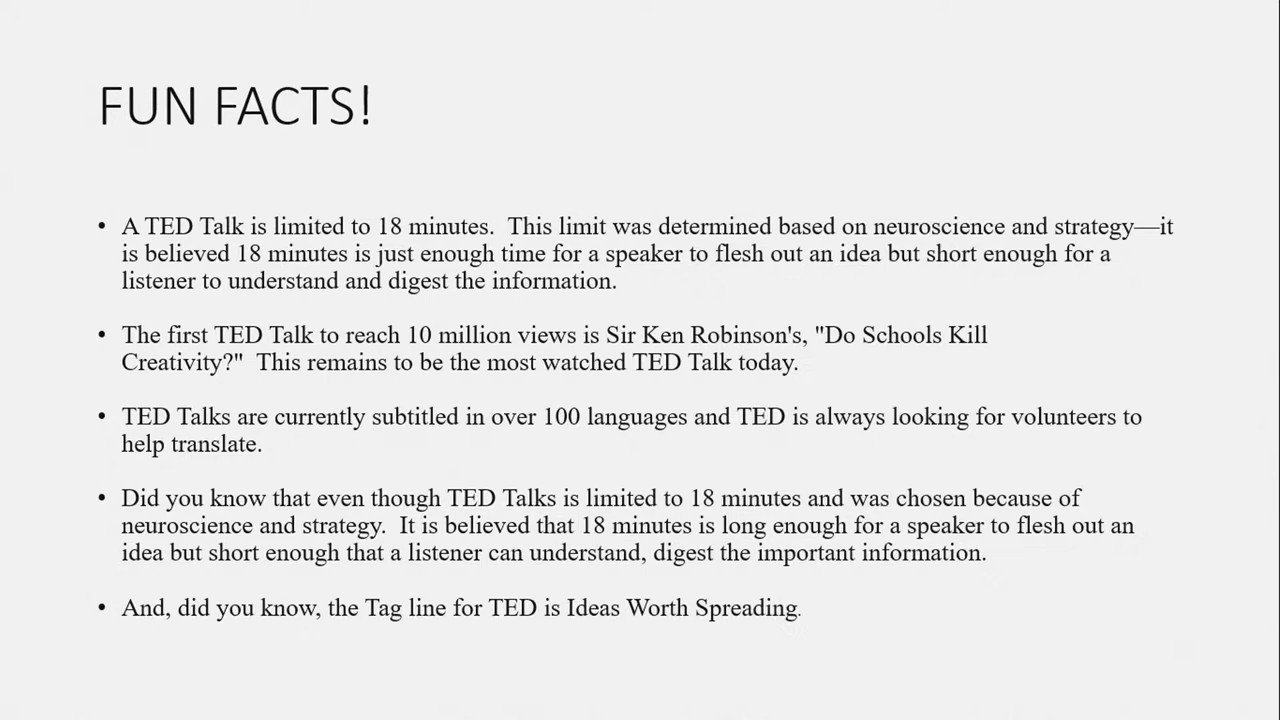 FUN FACTS!
• A TED Talk is limited to 18 minutes.  This limit was determined based on neuroscience and strategy—it
is believed 18 minutes is just enough time for a speaker to flesh out an idea but short enough for a
listener to understand and digest the information.
• The first TED Talk to reach 10 million views is Sir Ken Robinson's, "Do Schools Kill
Creativity?"  This remains to be the most watched TED Talk today.
• TED Talks are currently subtitled in over 100 languages and TED is always looking for volunteers to
help translate.
• Did you know that even though TED Talks is limited to 18 minutes and was chosen because of
neuroscience and strategy.  It is believed that 18 minutes is long enough for a speaker to flesh out an
idea but short enough that a listener can understand, digest the important information.
• And, did you know, the Tag line for TED is Ideas Worth Spreading.